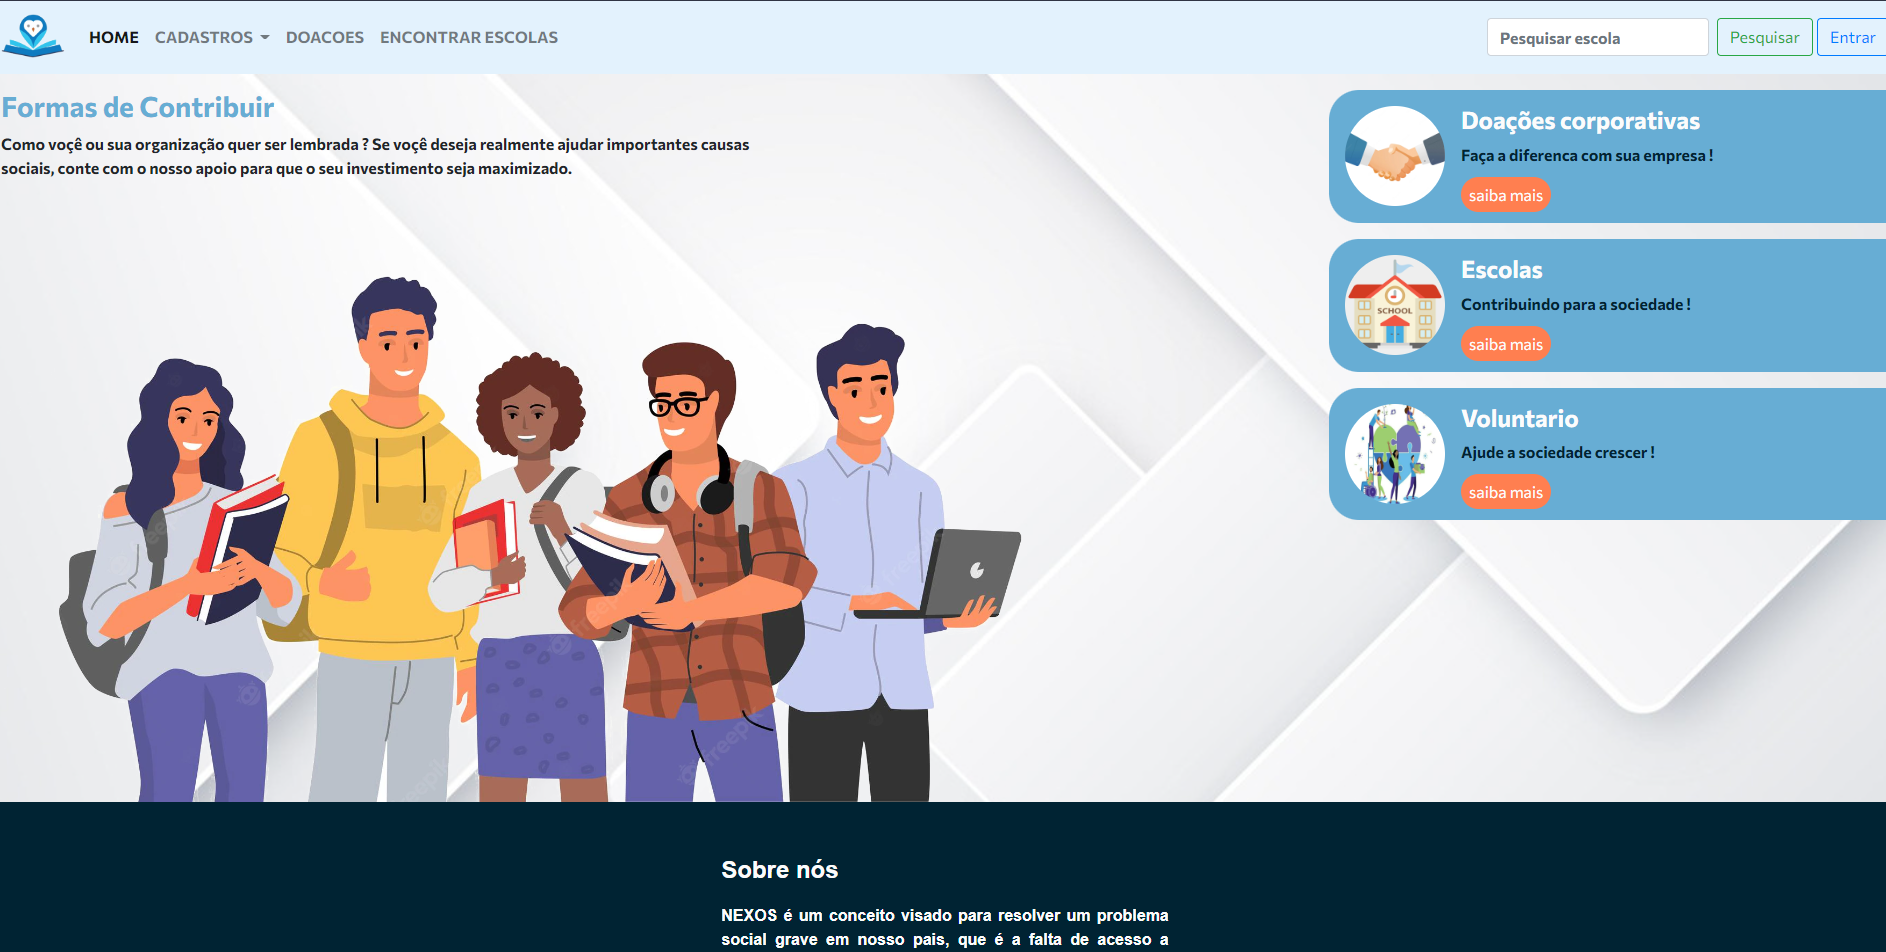 HOME CADASTROS DOACOES ENCONTRAR ESCOLAS Pesquisar escola Pesquisar Entrar
Formas de Contribuir
Como voçê ou sua organização quer ser lembrada ? Se voçê deseja realmente ajudar importantes causas
sociais, conte com o nosso apoio para que o seu investimento seja maximizado.
Doações corporativas
Faça a diferenca com sua empresa !
saiba mais
SCHOOL
Escolas
Contribuindo para a sociedade !
saiba mais
Voluntario
Ajude a sociedade crescer !
saiba mais
freepik
Sobre nós
NEXOS é um conceito visado para resolver um problema
social grave em nosso pais, que é a falta de acesso a